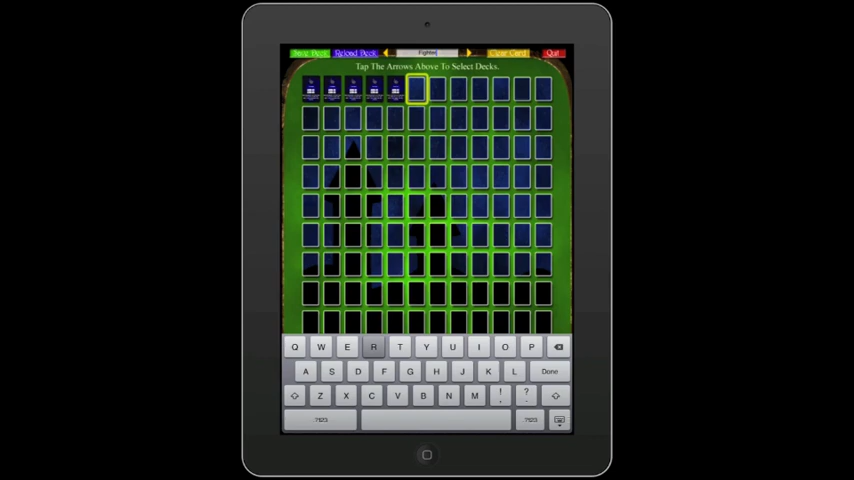 Save Deck Reload Deck Fighter Clear Card Quit
Tap The Arrows Above To Select Decks.
Q W E R T Y U I O P
A S D F G H J K L Done
Z X C V B N M ! , ? .
.?123 .?123